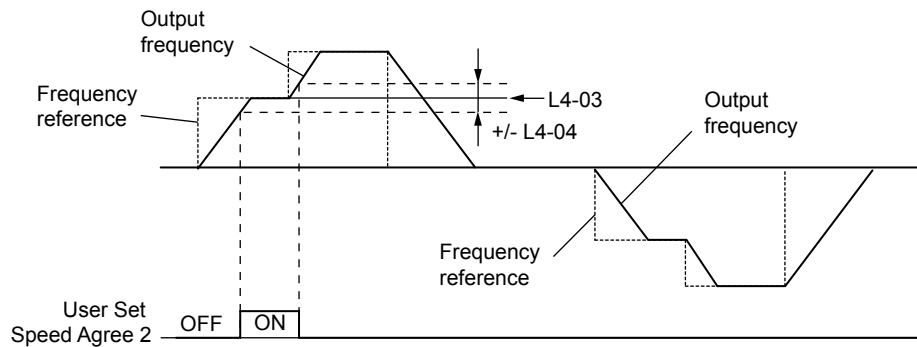 Output
frequency
Frequency
reference
L4-03
+/- L4-04
Output
frequency
Frequency
reference
User Set
Speed Agree 2
OFF
ON